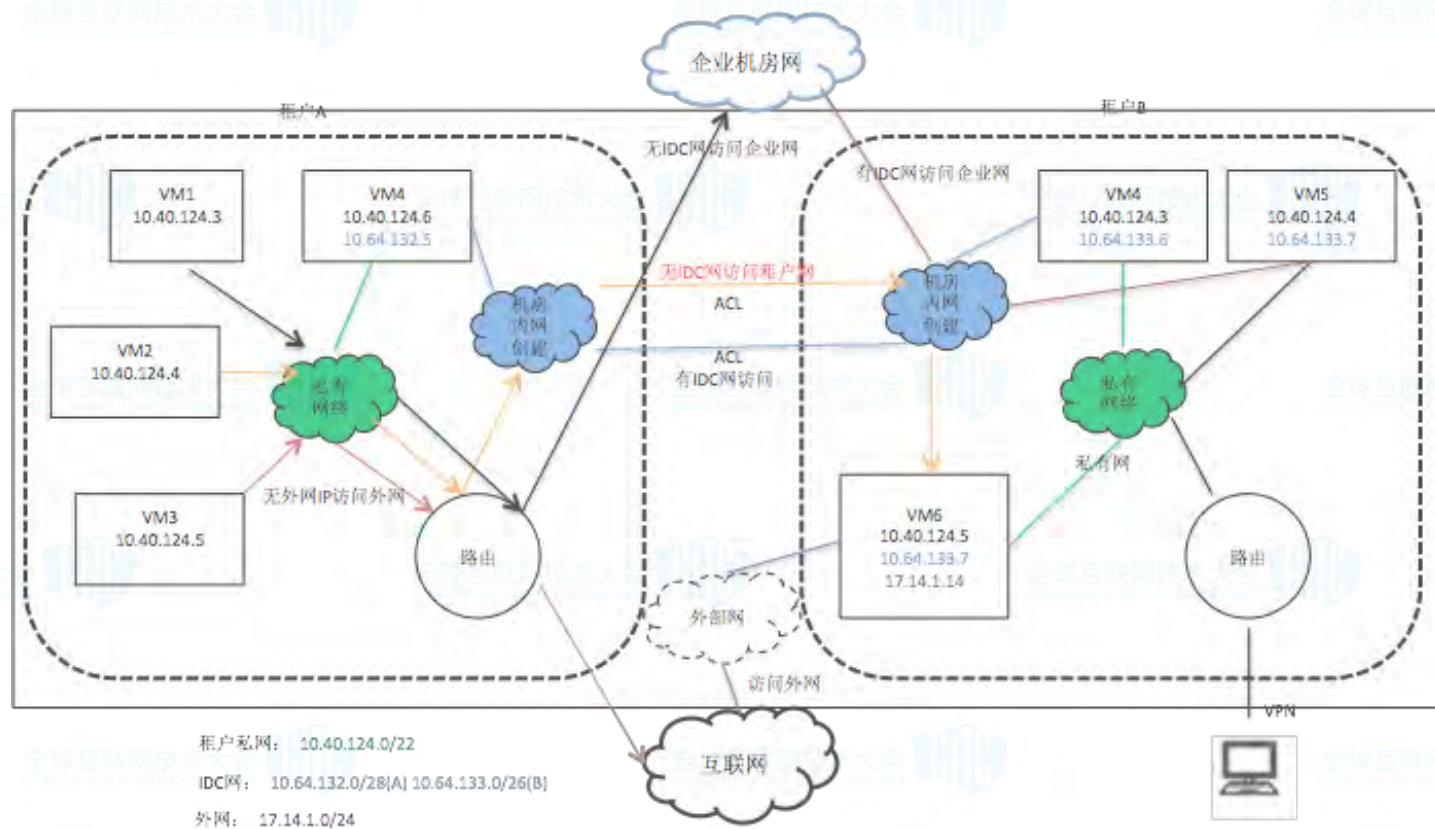 企业机房网
租户A
租户B
无IDC网访问企业网
有IDC网访问企业网
VM1
10.40.124.3
VM4
10.40.124.6
10.64.132.5
VM4
10.40.124.3
10.64.133.6
VM5
10.40.124.4
10.64.133.7
无IDC网访问租户网
ACL
机房
内网
创建
机房
内网
创建
VM2
10.40.124.4
ACL
有IDC网访问
私有
网络
私有
网络
私有网
无外网IP访问外网
VM3
10.40.124.5
路由
VM6
10.40.124.5
10.64.133.7
17.14.1.14
路由
外部网
访问外网
VPN
互联网
租户私网: 10.40.124.0/22
IDC网: 10.64.132.0/28(A) 10.64.133.0/26(B)
外网: 17.14.1.0/24
全球互联网技术大会